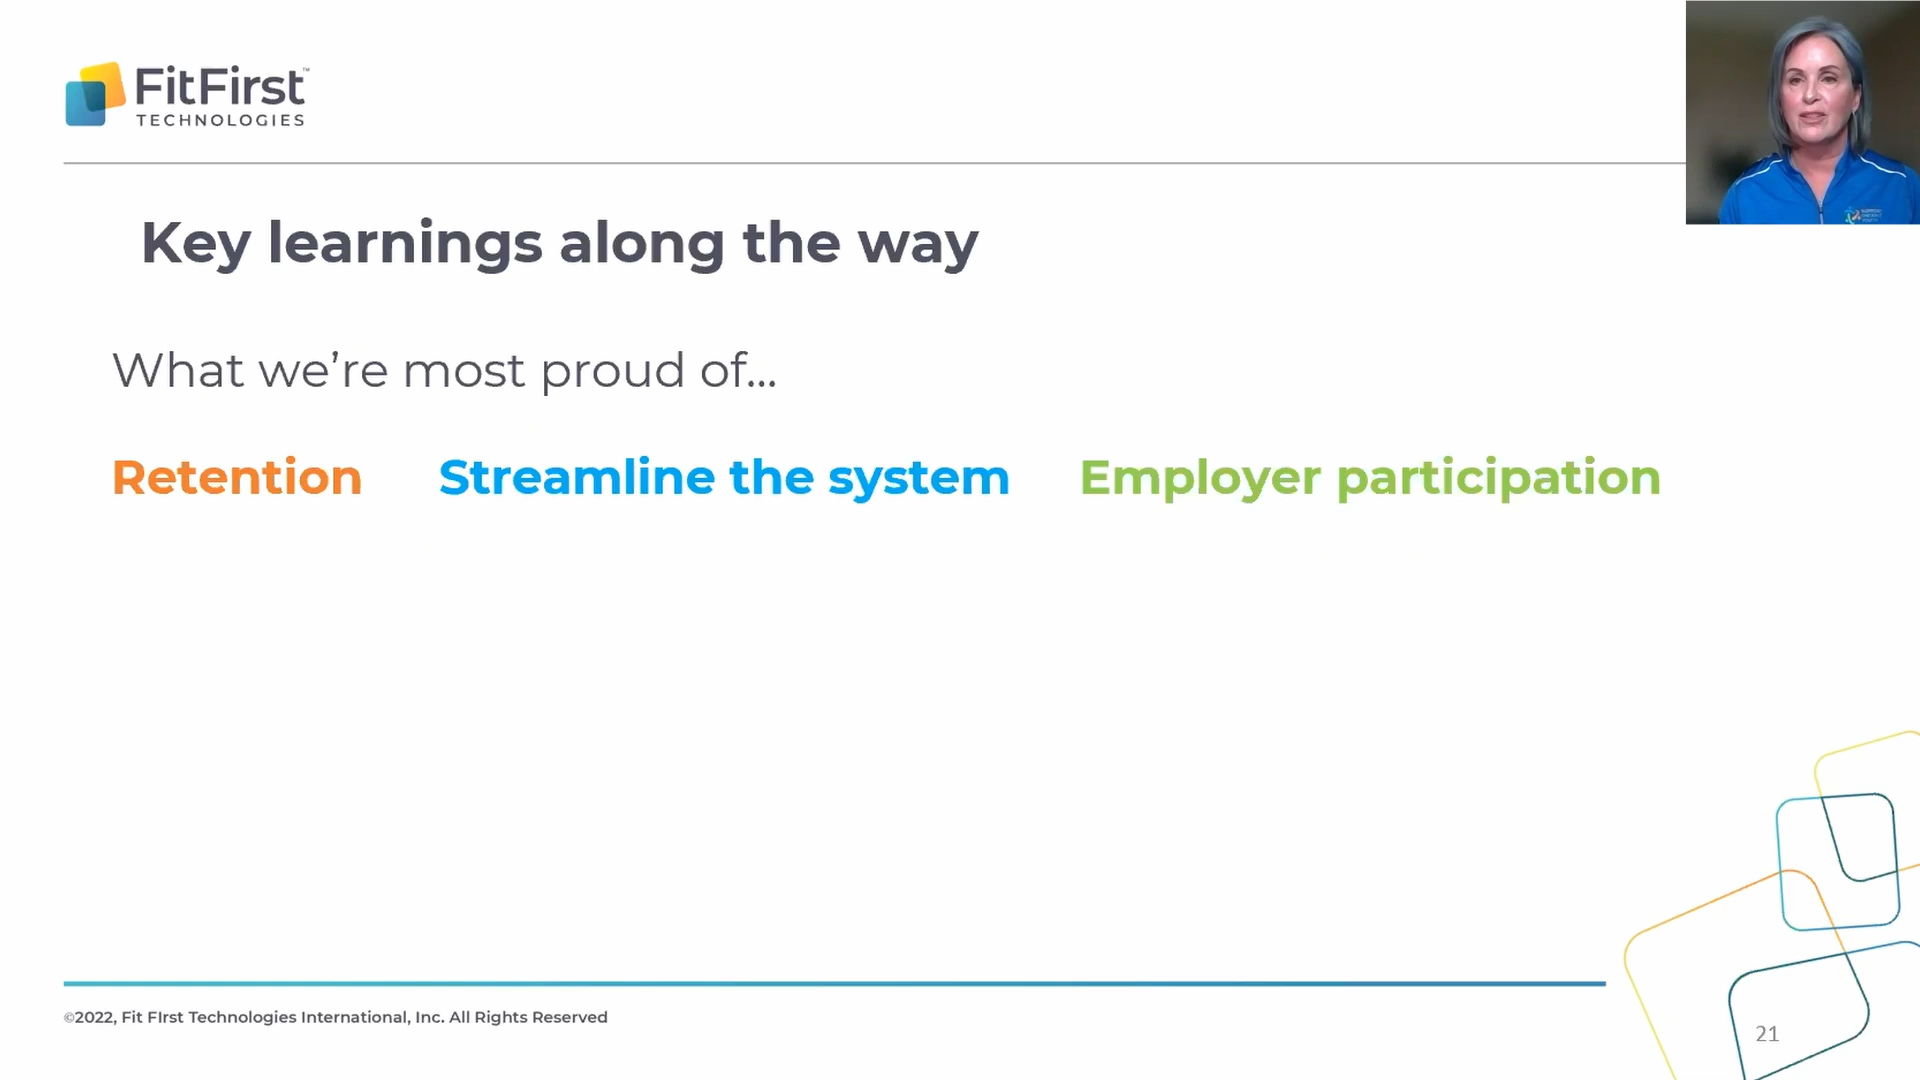 FitFirst™
TECHNOLOGIES
Key learnings along the way
What we’re most proud of...
Retention Streamline the system Employer participation
©2022, Fit FIrst Technologies International, Inc. All Rights Reserved
21